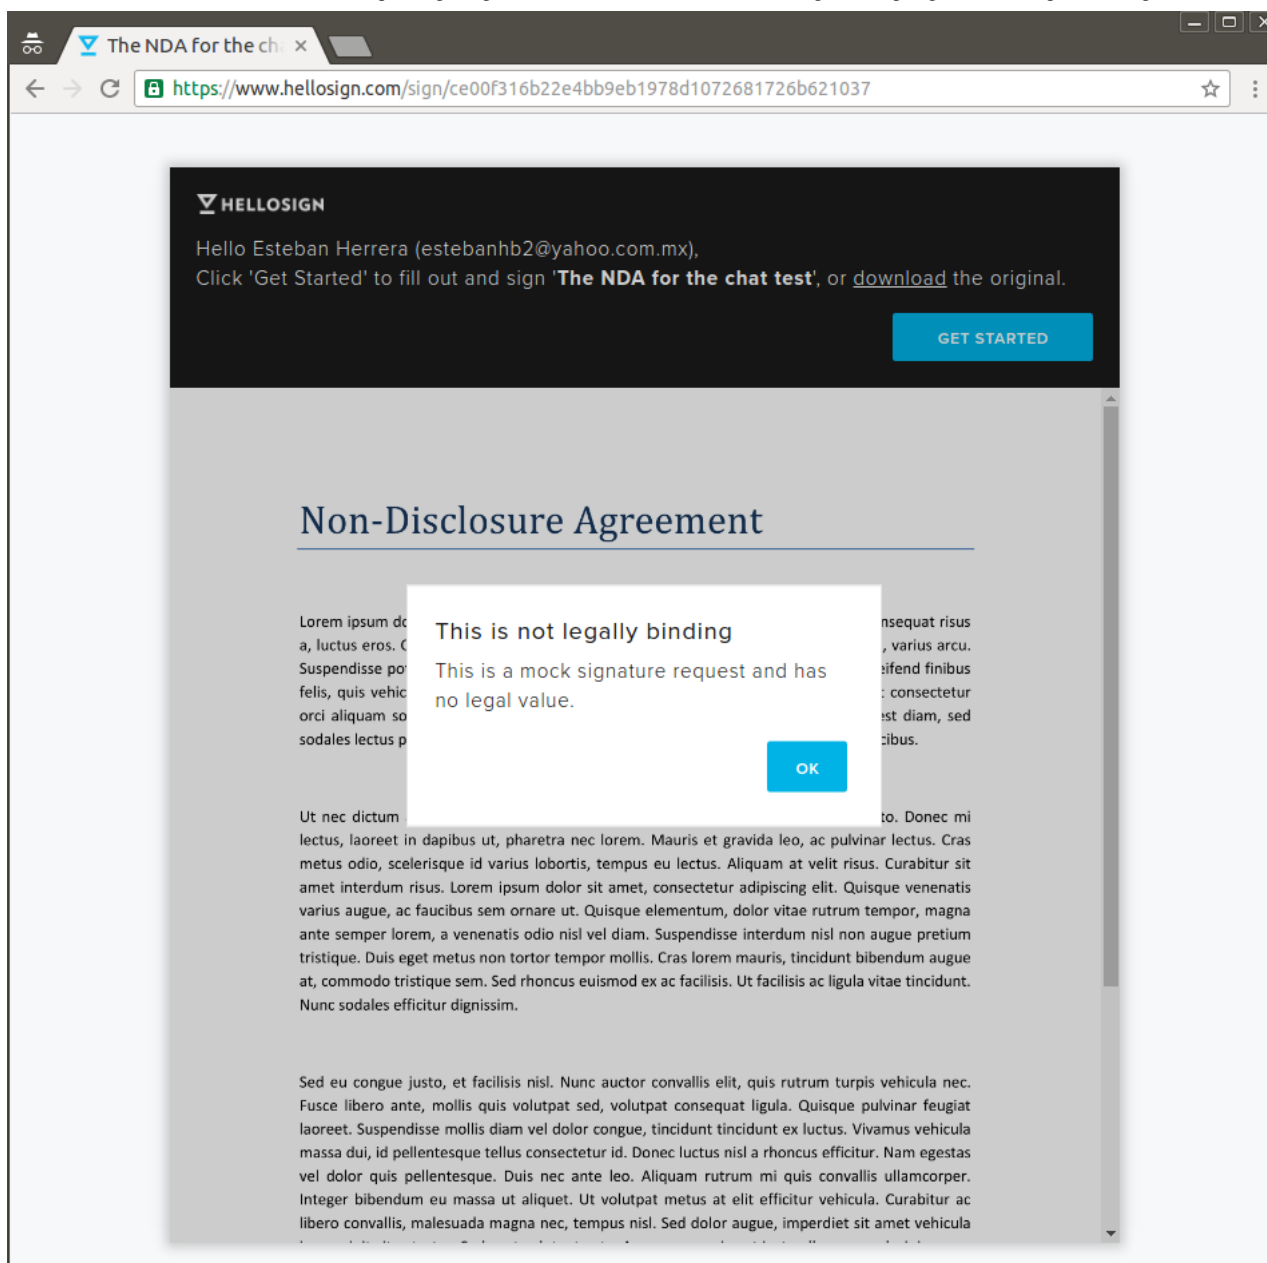 The NDA for the ch
https://www.hellosign.com/sign/ce00f316b22e4bb9eb1978d1072681726b621037
HELLOSIGN
Hello Esteban Herrera (estebanhb2@yahoo.com.mx),
Click 'Get Started' to fill out and sign 'The NDA for the chat test', or download the original.
GET STARTED
Non-Disclosure Agreement
This is not legally binding
This is a mock signature request and has
no legal value.
OK
Lorem ipsum nsequat risus
a, luctus eros. , varius arcu.
Suspendisse eifend finibus
felis, quis consectetur
orci aliquam est diam, sed
sodales lectus cibus.
Ut nec dictum to. Donec mi
lectus, laoreet in dapibus ut, pharetra nec lorem. Mauris et gravida leo, ac pulvinar lectus. Cras
metus odio, scelerisque id varius lobortis, tempus eu lectus. Aliquam at velit risus. Curabitur sit
amet interdum risus. Lorem ipsum dolor sit amet, consectetur adipiscing elit. Quisque venenatis
varius augue, ac faucibus sem ornare ut. Quisque elementum, dolor vitae rutrum tempor, magna
ante semper lorem, a venenatis odio nisl vel diam. Suspendisse interdum nisl non augue pretium
tristique. Duis eget metus non tortor tempor mollis. Cras lorem mauris, tincidunt bibendum augue
at, commodo tristique sem. Sed rhoncus euismod ex ac facilisis. Ut facilisis ac ligula vitae tincidunt.
Nunc sodales efficitur dignissim.
Sed eu congue justo, et facilisis nisl. Nunc auctor convallis elit, quis rutrum turpis vehicula nec.
Fusce libero ante, mollis quis volutpat sed, volutpat consequat ligula. Quisque pulvinar feugiat
laoreet. Suspendisse mollis diam vel dolor congue, tincidunt tincidunt ex luctus. Vivamus vehicula
massa dui, id pellentesque tellus consectetur id. Donec luctus nisl a rhoncus efficitur. Nam egestas
vel dolor quis pellentesque. Duis nec ante leo. Aliquam rutrum mi quis convallis ullamcorper.
Integer bibendum eu massa ut aliquet. Ut volutpat metus at elit efficitur vehicula. Curabitur ac
libero convallis, malesuada magna nec, tempus nisl. Sed dolor augue, imperdiet sit amet vehicula